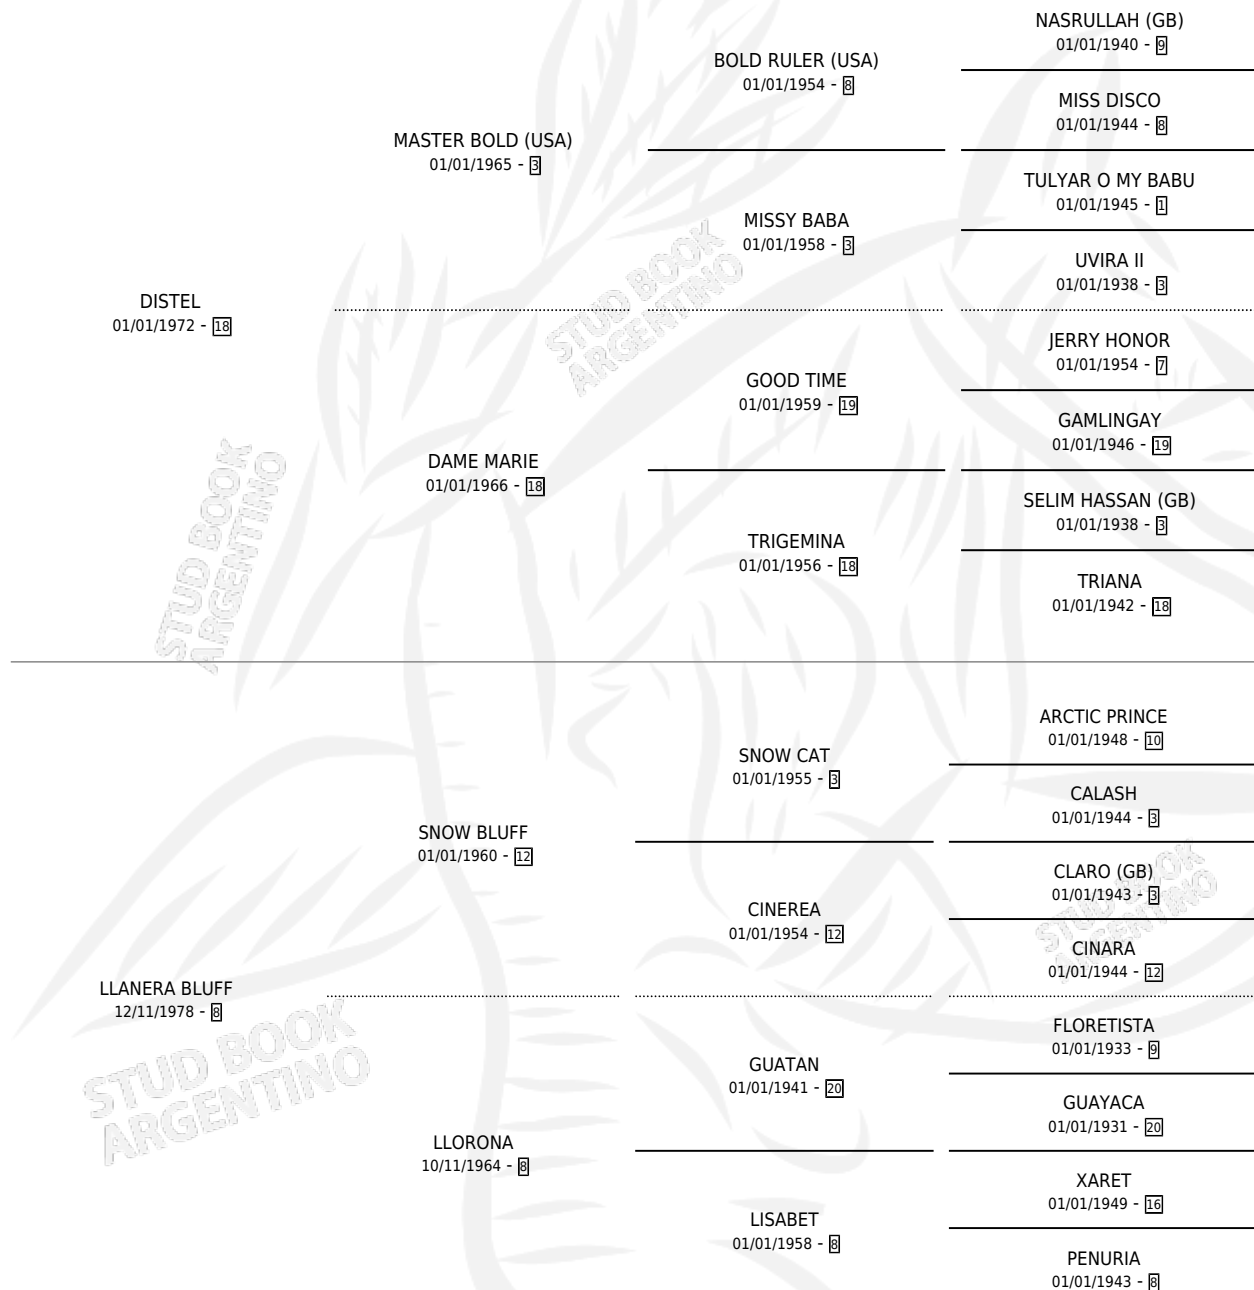 NASRULLAH (GB)
01/01/1940 - 9
BOLD RULER (USA)
01/01/1954 - 8
MISS DISCO
01/01/1944 - 8
MASTER BOLD (USA)
01/01/1965 - 3
TULYAR O MY BABU
01/01/1945 - 1
MISSY BABA
01/01/1958 - 3
UVIRA II
01/01/1938 - 3
DISTEL
01/01/1972 - 18
JERRY HONOR
01/01/1954 - 7
GOOD TIME
01/01/1959 - 19
GAMLINGAY
01/01/1946 - 19
DAME MARIE
01/01/1966 - 18
SELIM HASSAN (GB)
01/01/1938 - 3
TRIGEMINA
01/01/1956 - 18
TRIANA
01/01/1942 - 18
STUD BOOK
ARGENTINO
STUD BOOK
ARGENTINO
ARCTIC PRINCE
01/01/1948 - 10
SNOW CAT
01/01/1955 - 3
CALASH
01/01/1944 - 3
SNOW BLUFF
01/01/1960 - 12
CLARO (GB)
01/01/1943 - 3
CINEREA
01/01/1954 - 12
CINARA
01/01/1944 - 12
LLANERA BLUFF
12/11/1978 - 8
FLORETISTA
01/01/1933 - 9
GUATAN
01/01/1941 - 20
GUAYACA
01/01/1931 - 20
LLORONA
10/11/1964 - 8
XARET
01/01/1949 - 16
LISABET
01/01/1958 - 8
PENURIA
01/01/1943 - 8
STUD BOOK
ARGENTINO
STUD BOOK
ARGENTINO